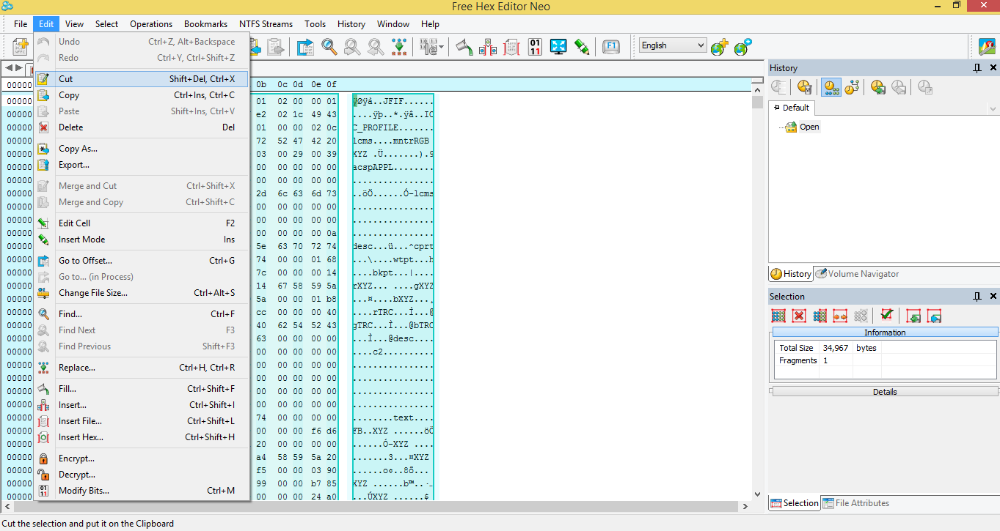 Free Hex Editor Neo
File Edit View Select Operations Bookmarks NTFS Streams Tools History Window Help
English
F1
Undo Ctrl+Z, Alt+Backspace
Redo Ctrl+Y, Ctrl+Shift+Z
Cut Shift+Del, Ctrl+X
Copy Ctrl+Ins, Ctrl+C
Paste Shift+Ins, Ctrl+V
Delete Del
Copy As...
Export...
Merge and Cut Ctrl+Shift+X
Merge and Copy Ctrl+Shift+C
Edit Cell F2
Insert Mode Ins
Go to Offset... Ctrl+G
Go to... (in Process)
Change File Size... Ctrl+Alt+S
Find... Ctrl+F
Find Next F3
Find Previous Shift+F3
Replace... Ctrl+H, Ctrl+R
Fill... Ctrl+Shift+F
Insert... Ctrl+Shift+I
Insert File... Ctrl+Shift+L
Insert Hex... Ctrl+Shift+H
Encrypt...
Decrypt...
Modify Bits... Ctrl+M
00000 0b 0c 0d 0e 0f
00000 01 02 00 00 01 ÿØÿà..JFIF......
00000 e2 02 1c 49 43 ....ÿþ..*.ÿâ..IC
00000 01 00 00 02 0c C_PROFILE.......
00000 72 52 47 42 20 lcms....mntrRGB
00000 03 00 29 00 39 XYZ .Ü.......).9
00000 00 00 00 00 00 acspAPPL........
00000 00 00 00 00 00 ................
00000 2d 6c 63 6d 73 ..öÖ......Ó-lcms
00000 00 00 00 00 00 ................
00000 00 00 00 00 00 ................
00000 00 00 00 00 0a ................
00000 5e 63 70 72 74 desc...ü...^cprt
00000 74 00 00 01 68 ...\....wtpt...h
00000 7c 00 00 00 14 ....bkpt...|....
00000 14 67 58 59 5a rXYZ... ....gXYZ
00000 5a 00 00 01 b8 ...¤....bXYZ...¸
00000 cc 00 00 00 40 ....rTRC...Ì...@
00000 40 62 54 52 43 gTRC...Ì...@bTRC
00000 63 00 00 00 00 ...Ì...@desc....
00000 00 00 00 00 00 ....c2..........
00000 00 00 00 00 00 ................
00000 00 00 00 00 00 ................
00000 00 00 00 00 00 ................
00000 00 00 00 00 00 ................
00000 74 00 00 00 00 ........text....
00000 00 00 00 f6 d6 FB..XYZ ......öÖ
00000 20 00 00 00 00 ......Ó-XYZ ....
00000 a4 58 59 5a 20 .......3...¤XYZ
00000 f5 00 00 03 90 ......o¢..8õ...
00000 99 00 00 b7 85 XYZ ......b™..·…
00000 00 00 00 24 a0 ...ÚXYZ ......$
History
Default
Open
History Volume Navigator
Selection
Information
Total Size 34,967 bytes
Fragments 1
Details
Selection File Attributes
Cut the selection and put it on the Clipboard